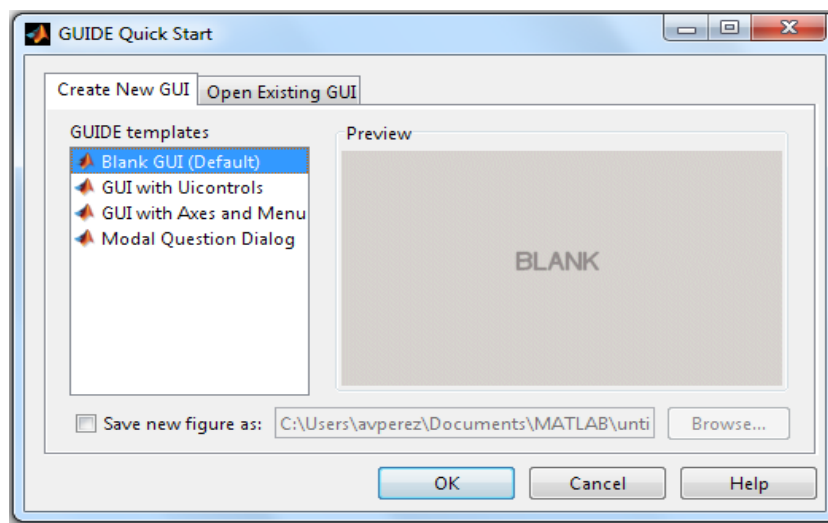 GUIDE Quick Start
Create New GUI
Open Existing GUI
GUIDE templates
Blank GUI (Default)
GUI with Uicontrols
GUI with Axes and Menu
Modal Question Dialog
Preview
BLANK
Save new figure as:
C:\Users\avperez\Documents\MATLAB\unti
Browse...
OK
Cancel
Help